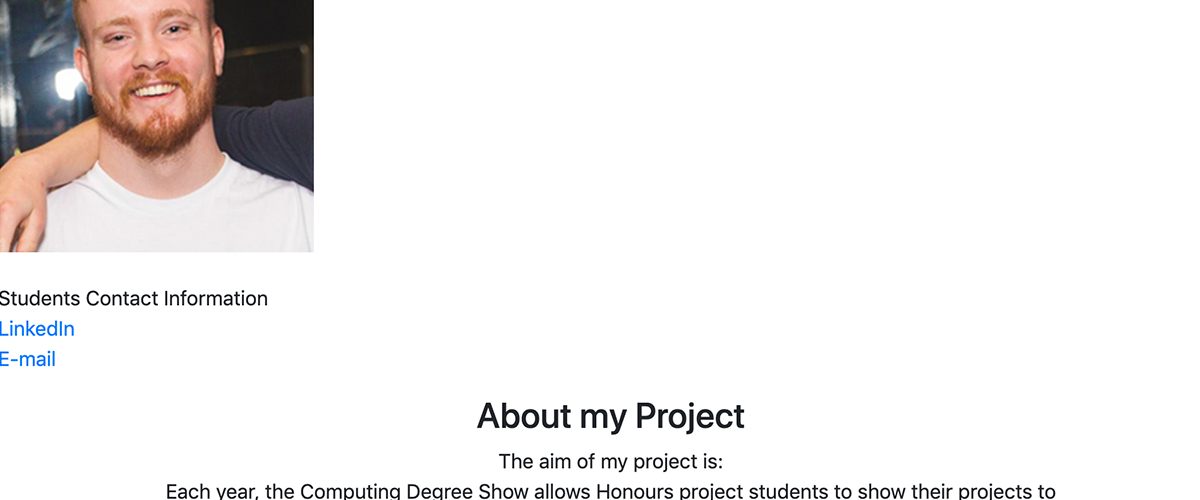 Students Contact Information
LinkedIn
E-mail
About my Project
The aim of my project is:
Each year, the Computing Degree Show allows Honours project students to show their projects to